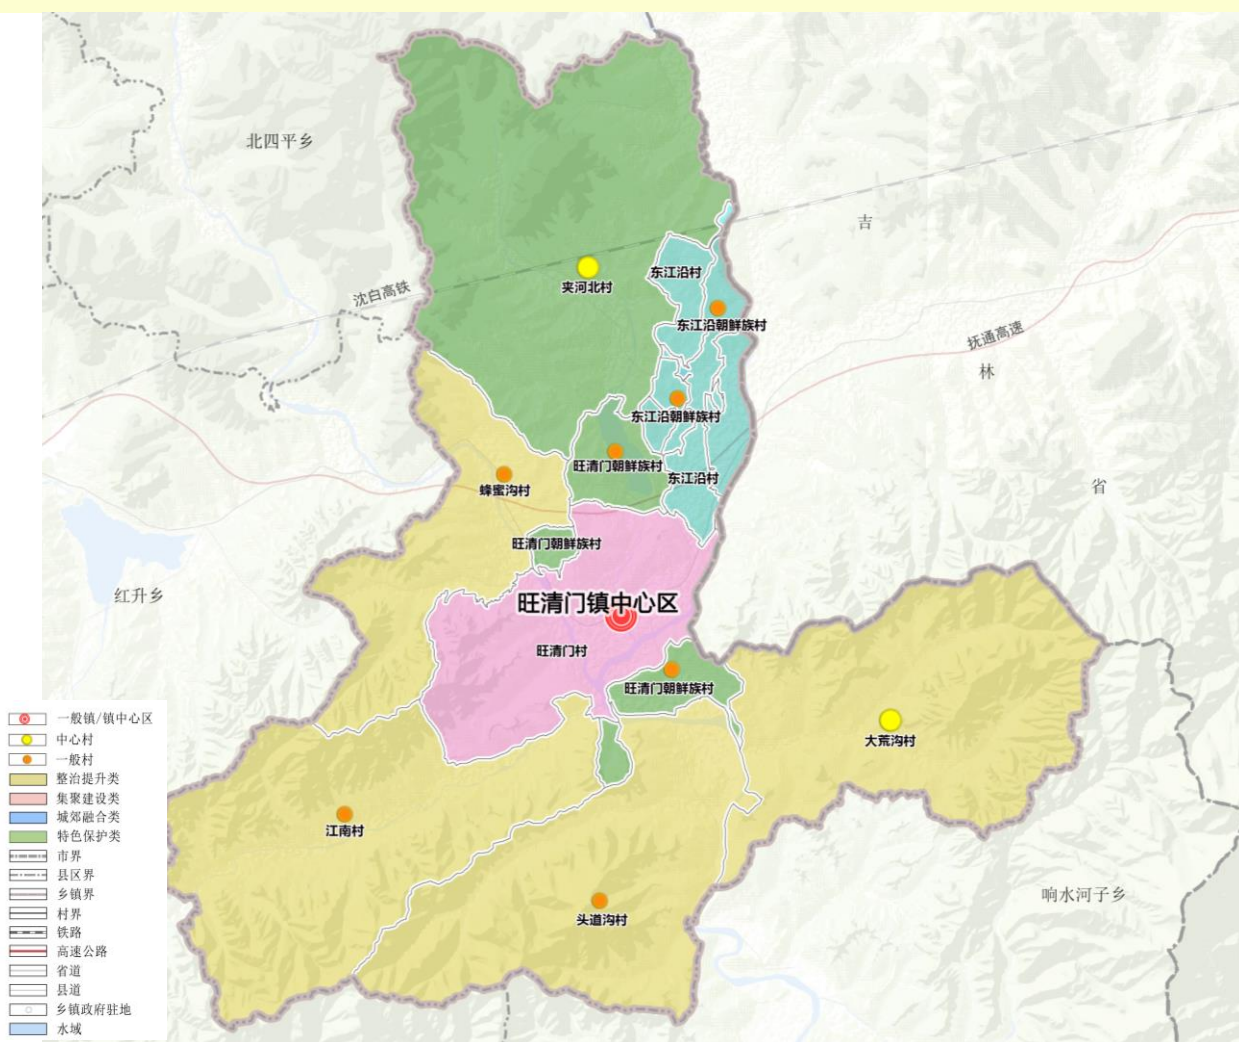 北四平乡
吉
沈白高铁
夹河北村
东江沿村
东江沿朝鲜族村
抚通高速
林
东江沿朝鲜族村
旺清门朝鲜族村
东江沿村
蜂蜜沟村
省
旺清门朝鲜族村
红升乡
旺清门镇中心区
旺清门村
旺清门朝鲜族村
大荒沟村
江南村
头道沟村
响水河子乡
一般镇/镇中心区
中心村
一般村
整治提升类
集聚建设类
城郊融合类
特色保护类
市界
县区界
乡镇界
村界
铁路
高速公路
省道
县道
乡镇政府驻地
水域